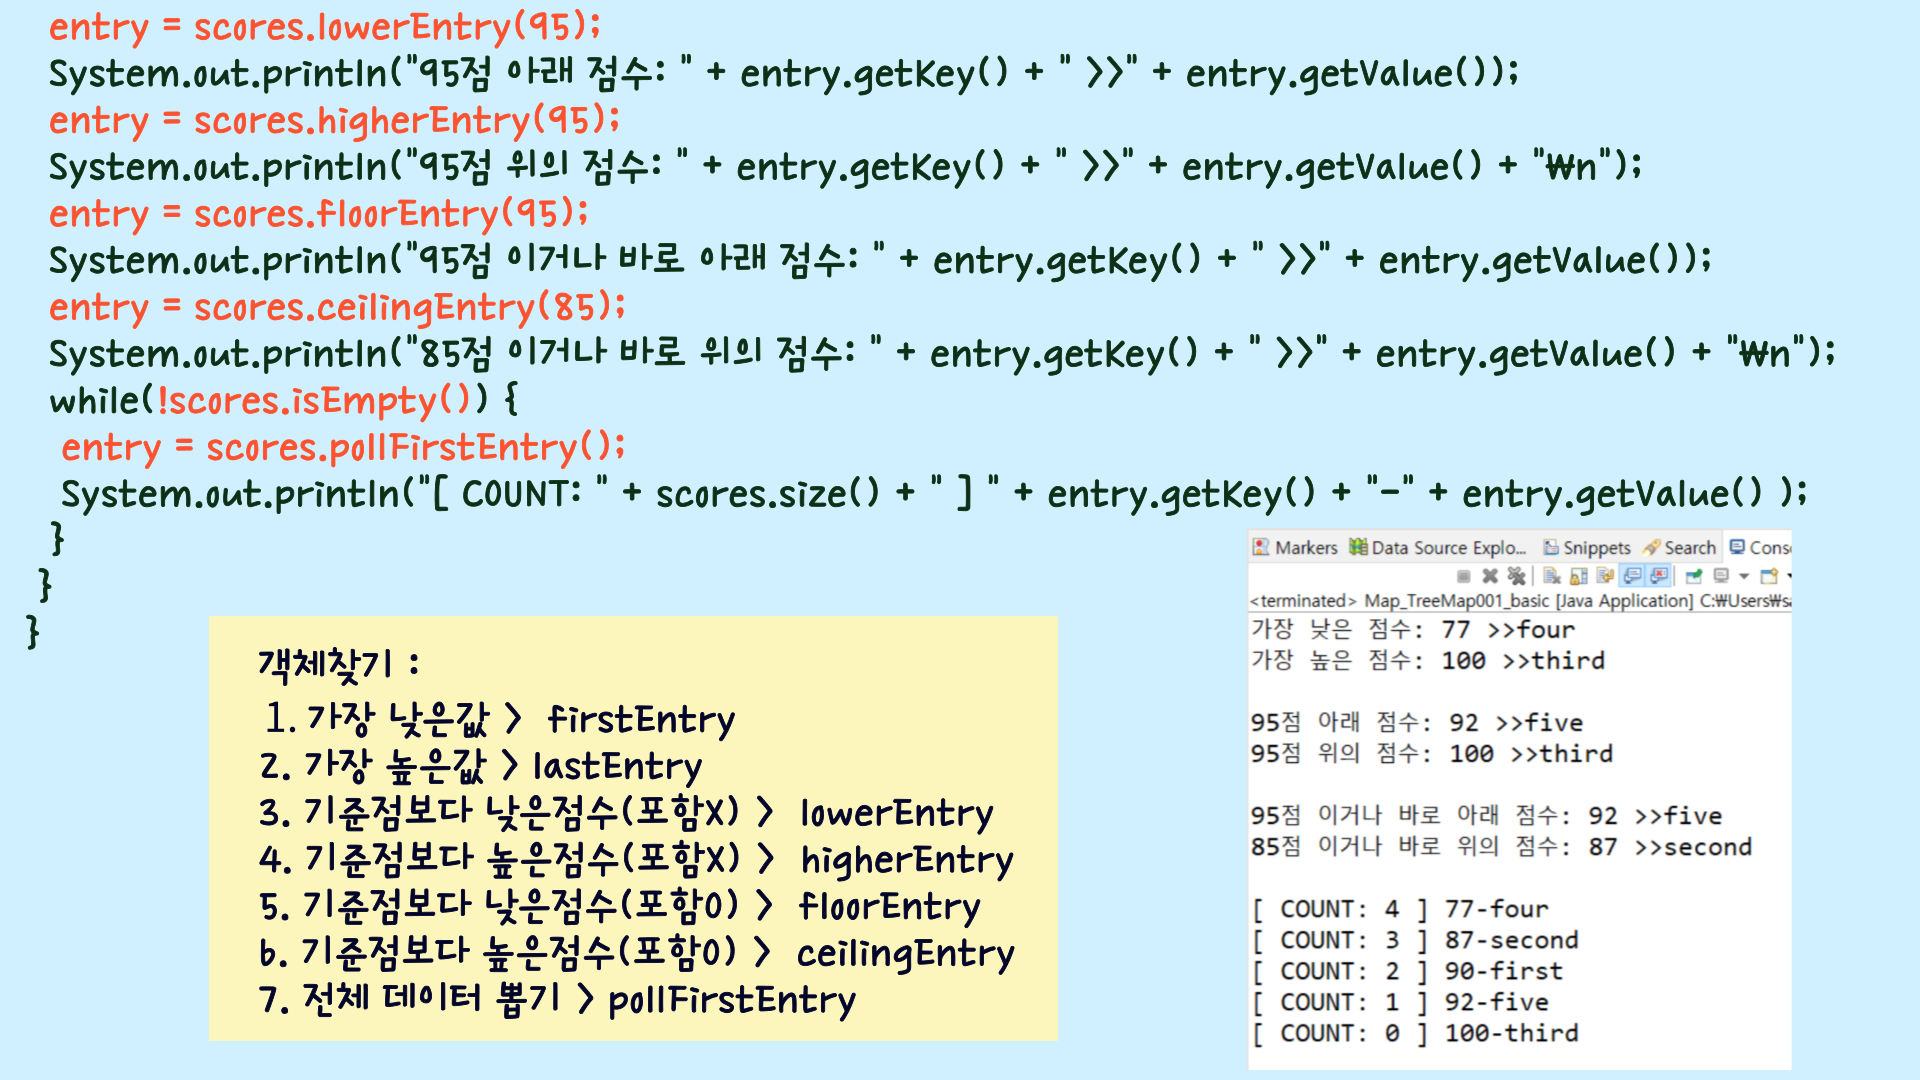 entry = scores.lowerEntry(95);
System.out.println("95점 아래 점수: " + entry.getKey() + " >>" + entry.getValue());
entry = scores.higherEntry(95);
System.out.println("95점 위의 점수: " + entry.getKey() + " >>" + entry.getValue() + "₩n");
entry = scores.floorEntry(95);
System.out.println("95점 이거나 바로 아래 점수: " + entry.getKey() + " >>" + entry.getValue());
entry = scores.ceilingEntry(85);
System.out.println("85점 이거나 바로 위의 점수: " + entry.getKey() + " >>" + entry.getValue() + "₩n");
while(!scores.isEmpty()) {
entry = scores.pollFirstEntry();
System.out.println("[ COUNT: " + scores.size() + " ] " + entry.getKey() + "-" + entry.getValue() );
}
}
}
객체찾기 :
1. 가장 낮은값 > firstEntry
2. 가장 높은값 > lastEntry
3. 기준점보다 낮은점수(포함X) > lowerEntry
4. 기준점보다 높은점수(포함X) > higherEntry
5. 기준점보다 낮은점수(포함O) > floorEntry
6. 기준점보다 높은점수(포함O) > ceilingEntry
7. 전체 데이터 뽑기 > pollFirstEntry
Markers Data Source Explo... Snippets Search Cons
<terminated> Map_TreeMap001_basic [Java Application] C:₩Users₩s
가장 낮은 점수: 77 >>four
가장 높은 점수: 100 >>third
95점 아래 점수: 92 >>five
95점 위의 점수: 100 >>third
95점 이거나 바로 아래 점수: 92 >>five
85점 이거나 바로 위의 점수: 87 >>second
[ COUNT: 4 ] 77-four
[ COUNT: 3 ] 87-second
[ COUNT: 2 ] 90-first
[ COUNT: 1 ] 92-five
[ COUNT: 0 ] 100-third